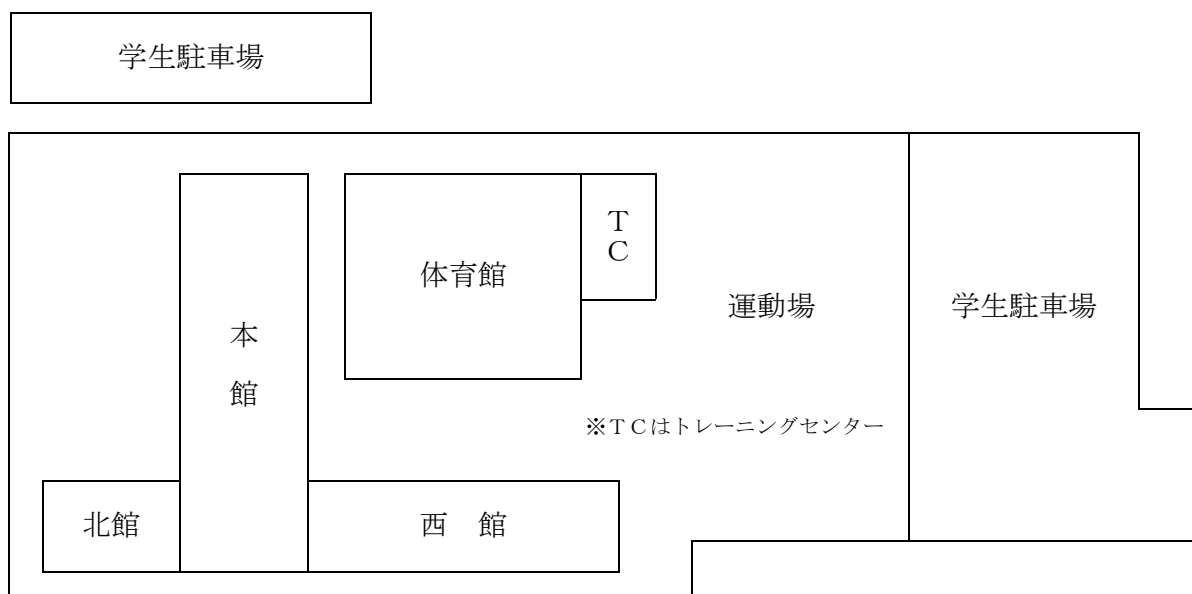 学生駐車場
TC
体育館
運動場
学生駐車場
本館
※TCはトレーニングセンター
北館
西　館